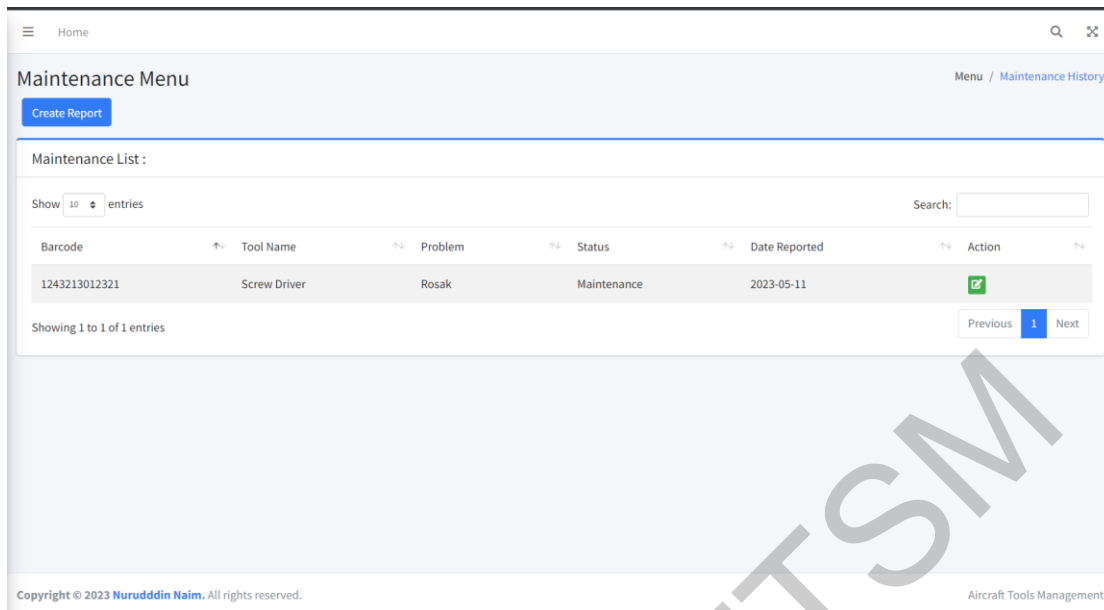 Home
Maintenance Menu
Menu / Maintenance History
Create Report
Maintenance List :
Show 10 entries
Search:
Barcode Tool Name Problem Status Date Reported Action
1243213012321 Screw Driver Rosak Maintenance 2023-05-11
Showing 1 to 1 of 1 entries
Previous 1 Next
Copyright © 2023 Nurudddin Naim. All rights reserved.
Aircraft Tools Management
TSM